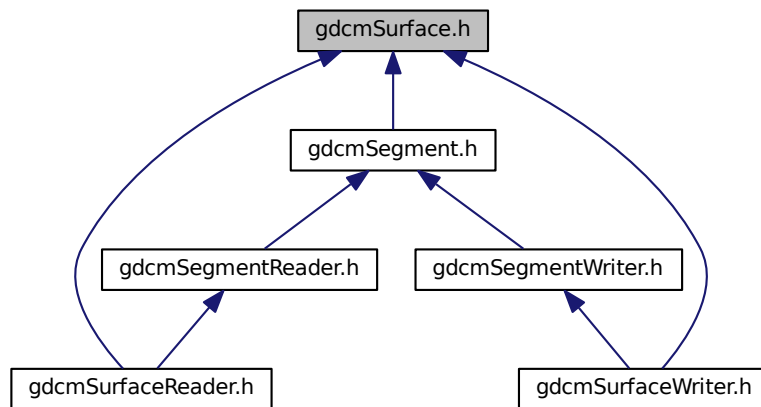 gdcmSurface.h
gdcmSegment.h
gdcmSegmentReader.h
gdcmSegmentWriter.h
gdcmSurfaceReader.h
gdcmSurfaceWriter.h